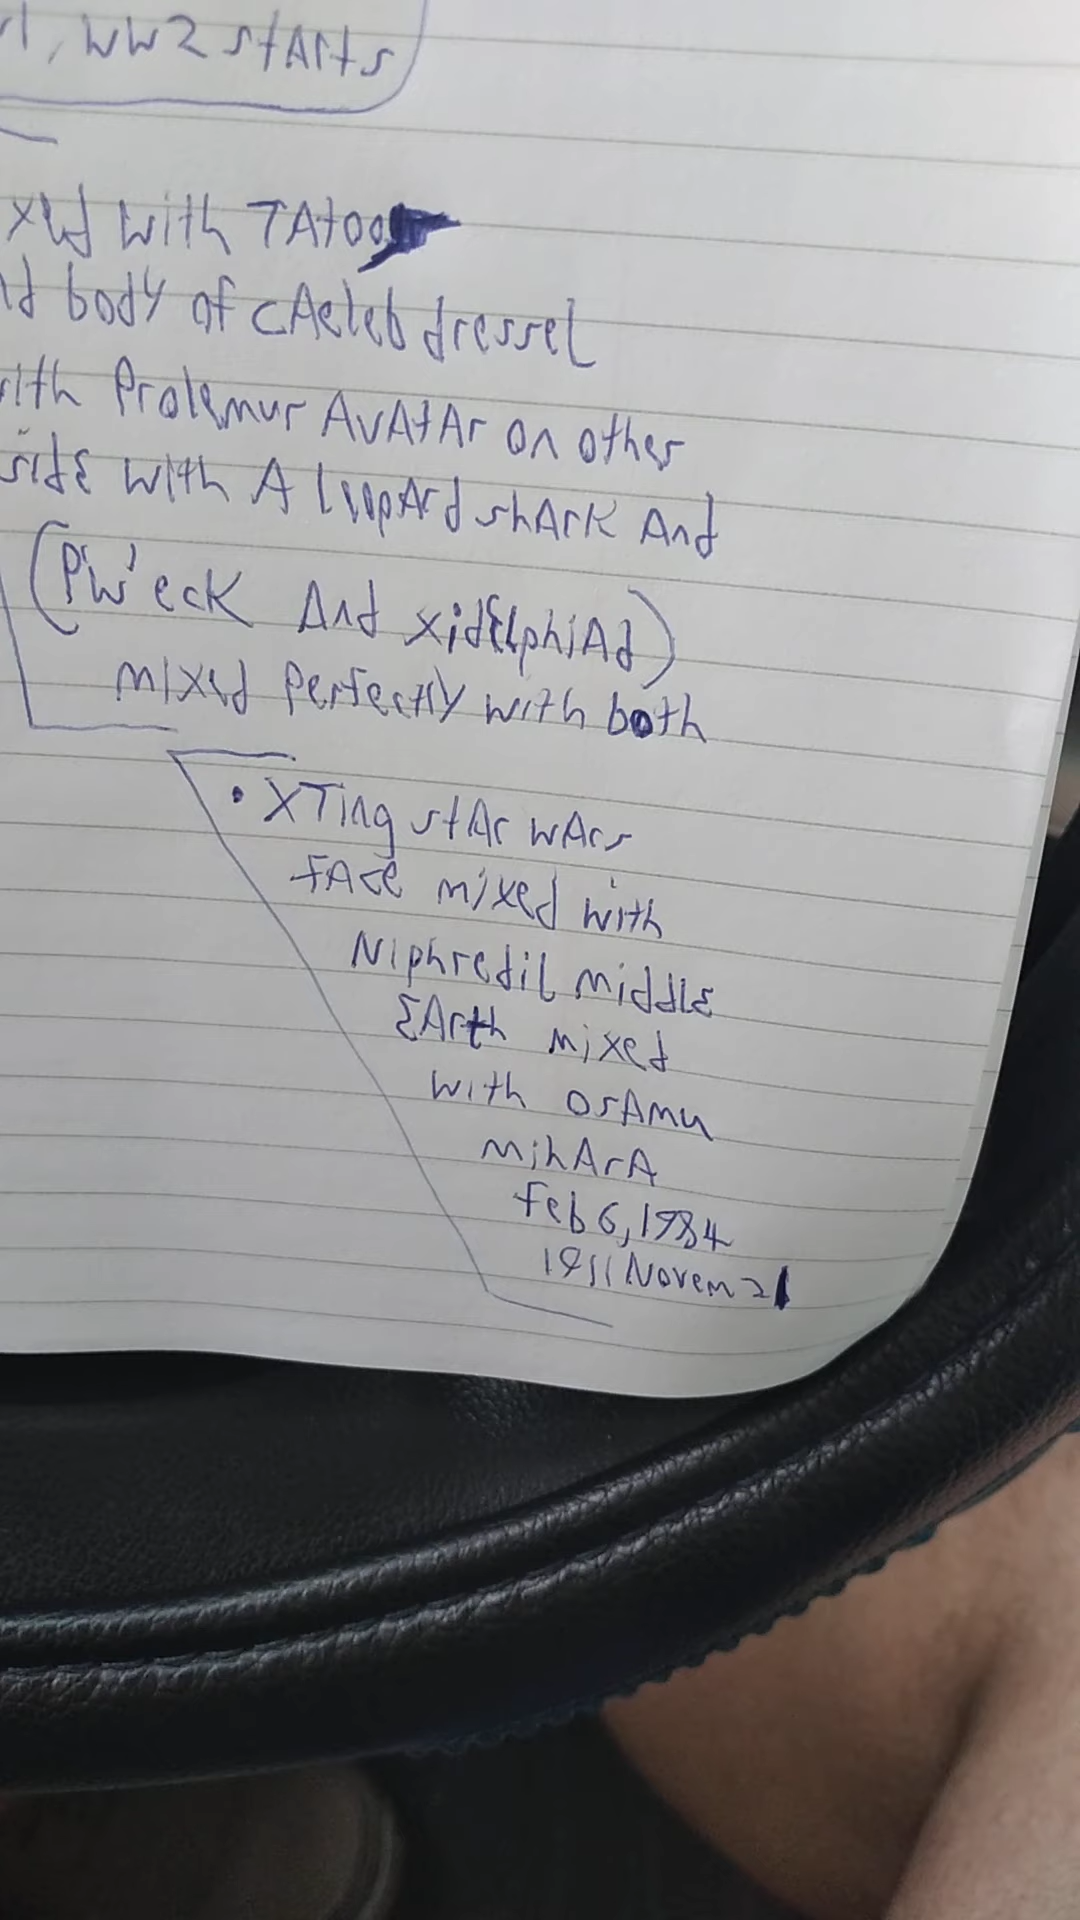 , WW2 stArts
xed with TAtoo
body of cAeleb dressel
with Prolemur AvAtAr on other
side with A leopArd shArk And
(Pw'eck And xidelphiAd)
mixed perfectly with both
• XTing stAr wArs
fAce mixed with
Niphredil middle
EArth mixed
with osAmu
mihArA
feb 6, 1984
1911 Novem 21